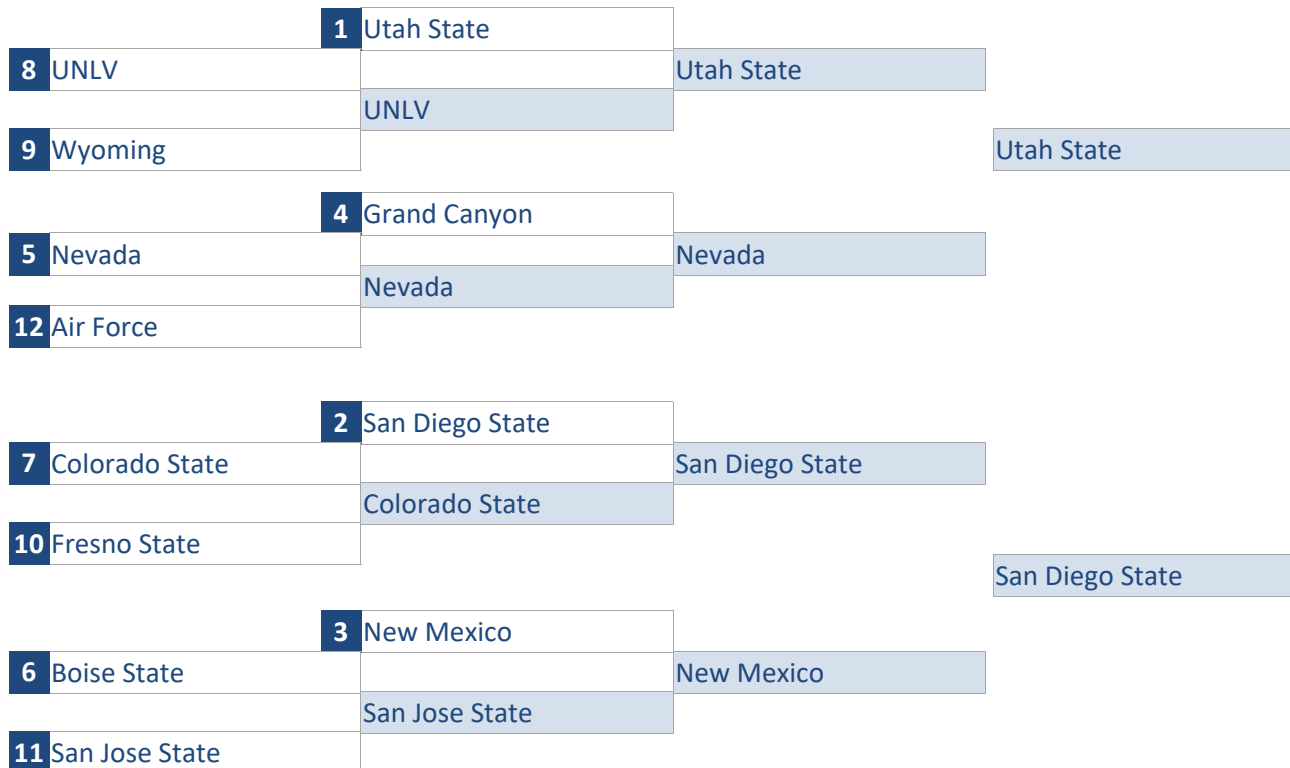 1 Utah State
8 UNLV
Utah State
UNLV
9 Wyoming
Utah State
4 Grand Canyon
5 Nevada
Nevada
Nevada
12 Air Force
2 San Diego State
7 Colorado State
San Diego State
Colorado State
10 Fresno State
San Diego State
3 New Mexico
6 Boise State
New Mexico
San Jose State
11 San Jose State